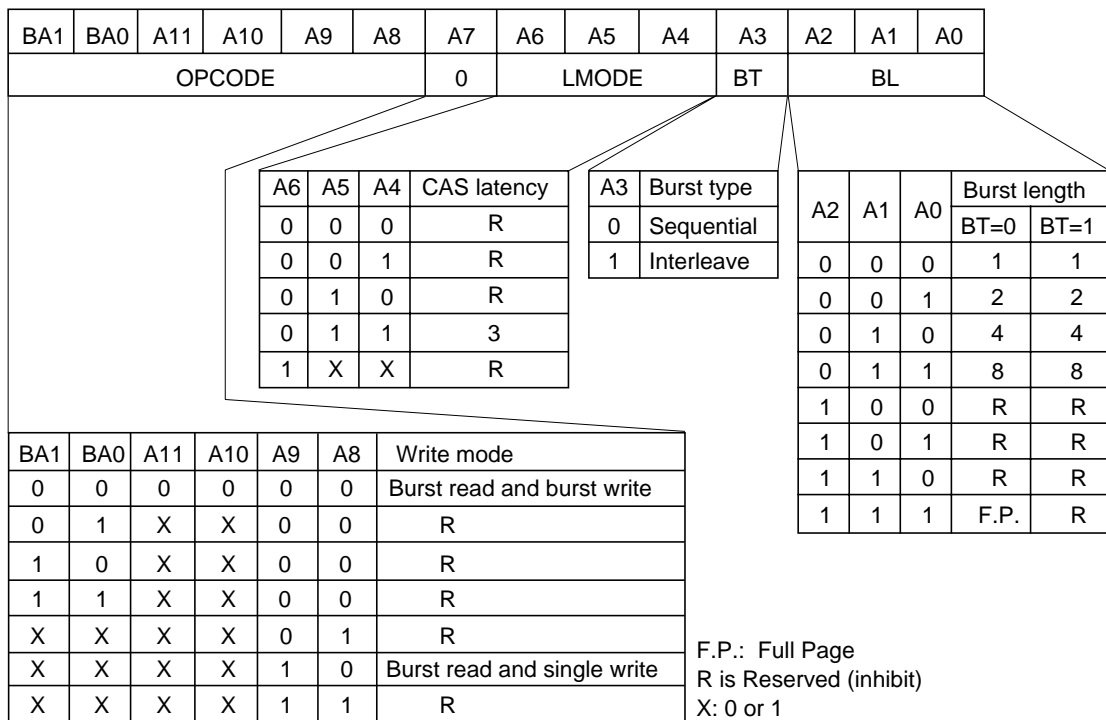 BA1 BA0 A11 A10 A9 A8 A7 A6 A5 A4 A3 A2 A1 A0
OPCODE 0 LMODE BT BL
A6 A5 A4 CAS latency
0 0 0 R
0 0 1 R
0 1 0 R
0 1 1 3
1 X X R
A3 Burst type
0 Sequential
1 Interleave
A2 A1 A0 Burst length
BT=0 BT=1
0 0 0 1 1
0 0 1 2 2
0 1 0 4 4
0 1 1 8 8
1 0 0 R R
1 0 1 R R
1 1 0 R R
1 1 1 F.P. R
BA1 BA0 A11 A10 A9 A8 Write mode
0 0 0 0 0 0 Burst read and burst write
0 1 X X 0 0 R
1 0 X X 0 0 R
1 1 X X 0 0 R
X X X X 0 1 R
X X X X 1 0 Burst read and single write
X X X X 1 1 R
F.P.: Full Page
R is Reserved (inhibit)
X: 0 or 1